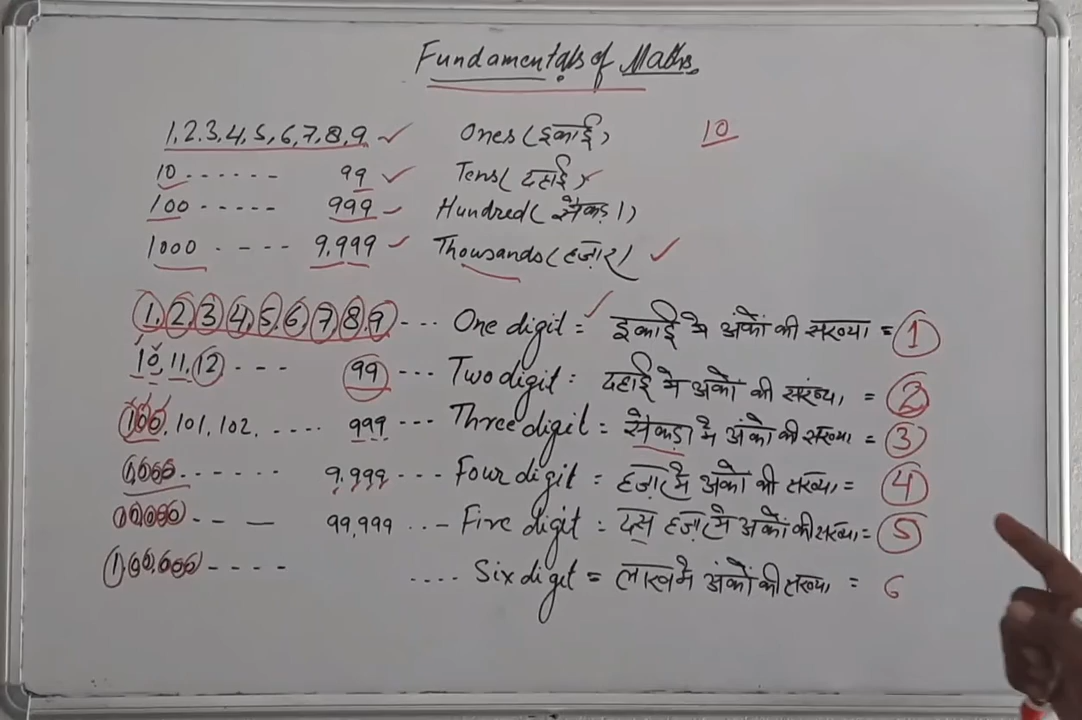 Fundamentals of Maths.
1,2,3,4,5,6,7,8,9 ✓ Ones (इकाई) 10
10 ...... 99 ✓ Tens (दहाई) ✓
100 ..... 999 ✓ Hundred (सैकड़ा)
1000 .... 9,999 ✓ Thousands (हज़ार) ✓
1,2,3,4,5,6,7,8,9 ... One digit = ✓ इकाई मे अंकों की संख्या = 1
10,11,12 --- 99 ... Two digit = दहाई मे अंको की संख्या = 2
100,101,102, .... 999 ... Three digit = सैकड़ा मे अंको की संख्या = 3
1,000 ...... 9,999 ... Four digit = हज़ार मे अंको की संख्या = 4
10,000 -- — 99,999 ... Five digit = दस हज़ार मे अंको की संख्या = 5
1,00,000 ---- .... Six digit = लाख मे अंकों की संख्या = 6